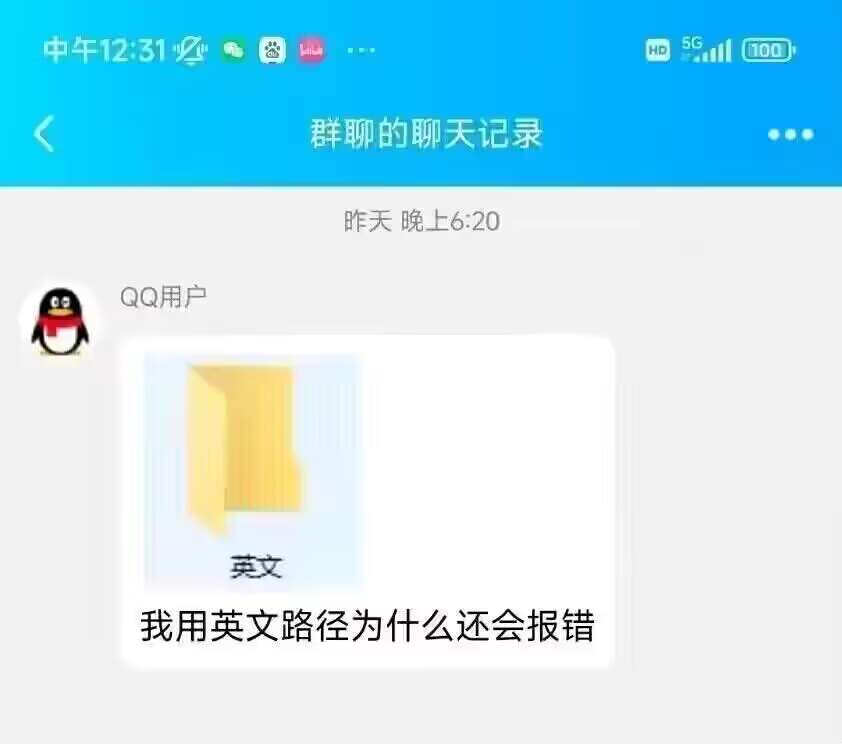 中午12:31
HD 5G 100
群聊的聊天记录
昨天 晚上6:20
QQ用户
英文
我用英文路径为什么还会报错